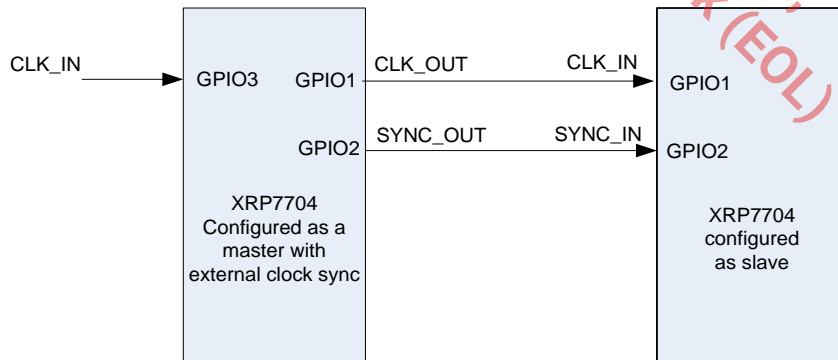 CLK_IN
GPIO3
GPIO1
CLK_OUT
CLK_IN
GPIO1
GPIO2
SYNC_OUT
SYNC_IN
GPIO2
XRP7704
Configured as a
master with
external clock sync
XRP7704
configured
as slave
(EOL)